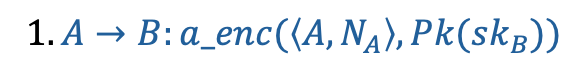 1. A → B: a_enc(⟨A, N_A⟩, Pk(sk_B))